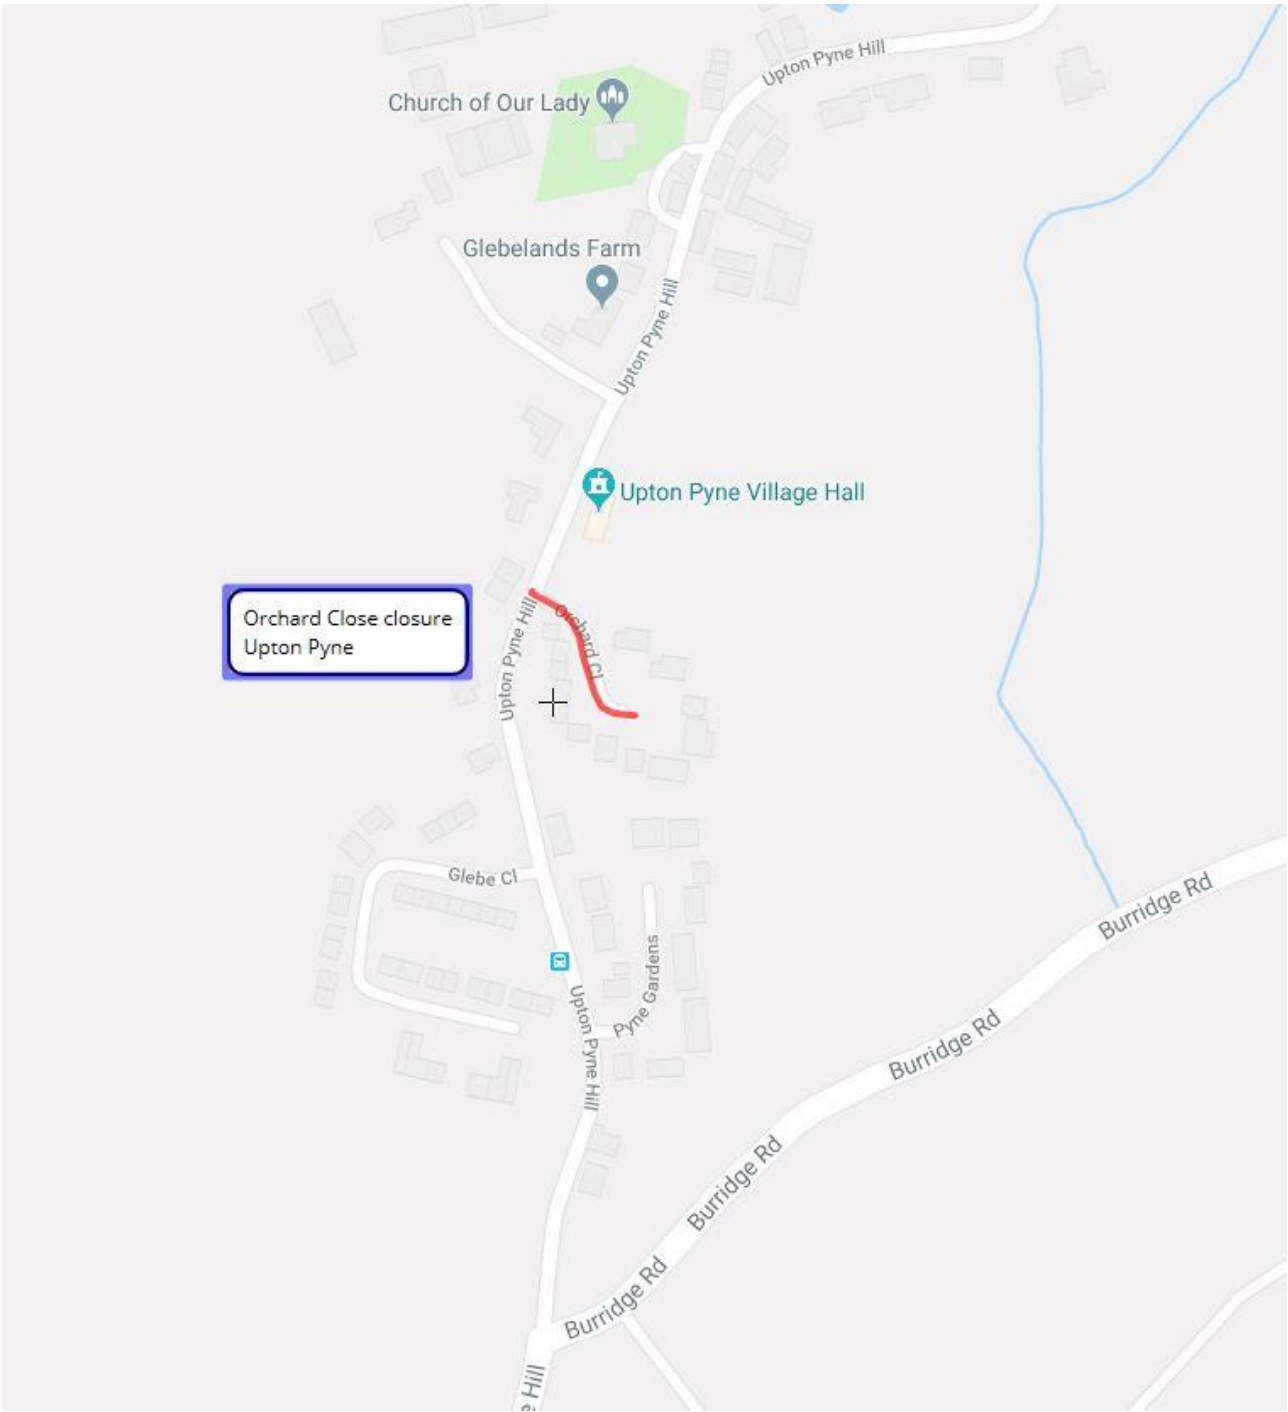 Upton Pyne Hill
Church of Our Lady
Glebelands Farm
Upton Pyne Hill
Upton Pyne Village Hall
Orchard Close closure
Upton Pyne
Orchard Cl
Upton Pyne Hill
Glebe Cl
Burridge Rd
Pyne Gardens
Upton Pyne Hill
Burridge Rd
Burridge Rd
Burridge Rd
e Hill